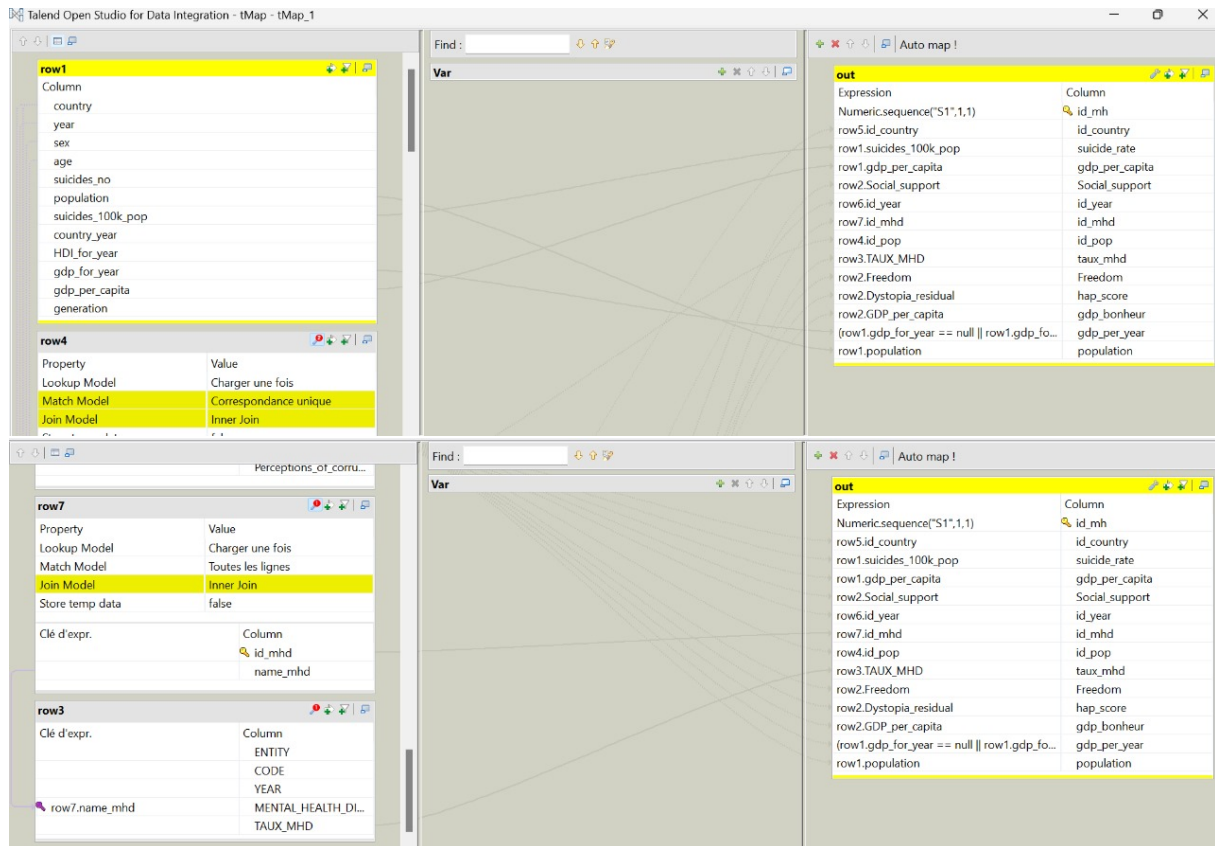 Talend Open Studio for Data Integration - tMap - tMap_1
Find :
Auto map !
row1
Column
country
year
sex
age
suicides_no
population
suicides_100k_pop
country_year
HDI_for_year
gdp_for_year
gdp_per_capita
generation
row4
Property Value
Lookup Model Charger une fois
Match Model Correspondance unique
Join Model Inner Join
Var
out
Expression Column
Numeric.sequence("S1",1,1) id_mh
row5.id_country id_country
row1.suicides_100k_pop suicide_rate
row1.gdp_per_capita gdp_per_capita
row2.Social_support Social_support
row6.id_year id_year
row7.id_mhd id_mhd
row4.id_pop id_pop
row3.TAUX_MHD taux_mhd
row2.Freedom Freedom
row2.Dystopia_residual hap_score
row2.GDP_per_capita gdp_bonheur
(row1.gdp_for_year == null || row1.gdp_fo... gdp_per_year
row1.population population
Find :
Auto map !
Perceptions_of_corru...
row7
Property Value
Lookup Model Charger une fois
Match Model Toutes les lignes
Join Model Inner Join
Store temp data false
Clé d'expr. Column
id_mhd
name_mhd
row3
Clé d'expr. Column
ENTITY
CODE
YEAR
row7.name_mhd MENTAL_HEALTH_DI...
TAUX_MHD
Var
out
Expression Column
Numeric.sequence("S1",1,1) id_mh
row5.id_country id_country
row1.suicides_100k_pop suicide_rate
row1.gdp_per_capita gdp_per_capita
row2.Social_support Social_support
row6.id_year id_year
row7.id_mhd id_mhd
row4.id_pop id_pop
row3.TAUX_MHD taux_mhd
row2.Freedom Freedom
row2.Dystopia_residual hap_score
row2.GDP_per_capita gdp_bonheur
(row1.gdp_for_year == null || row1.gdp_fo... gdp_per_year
row1.population population